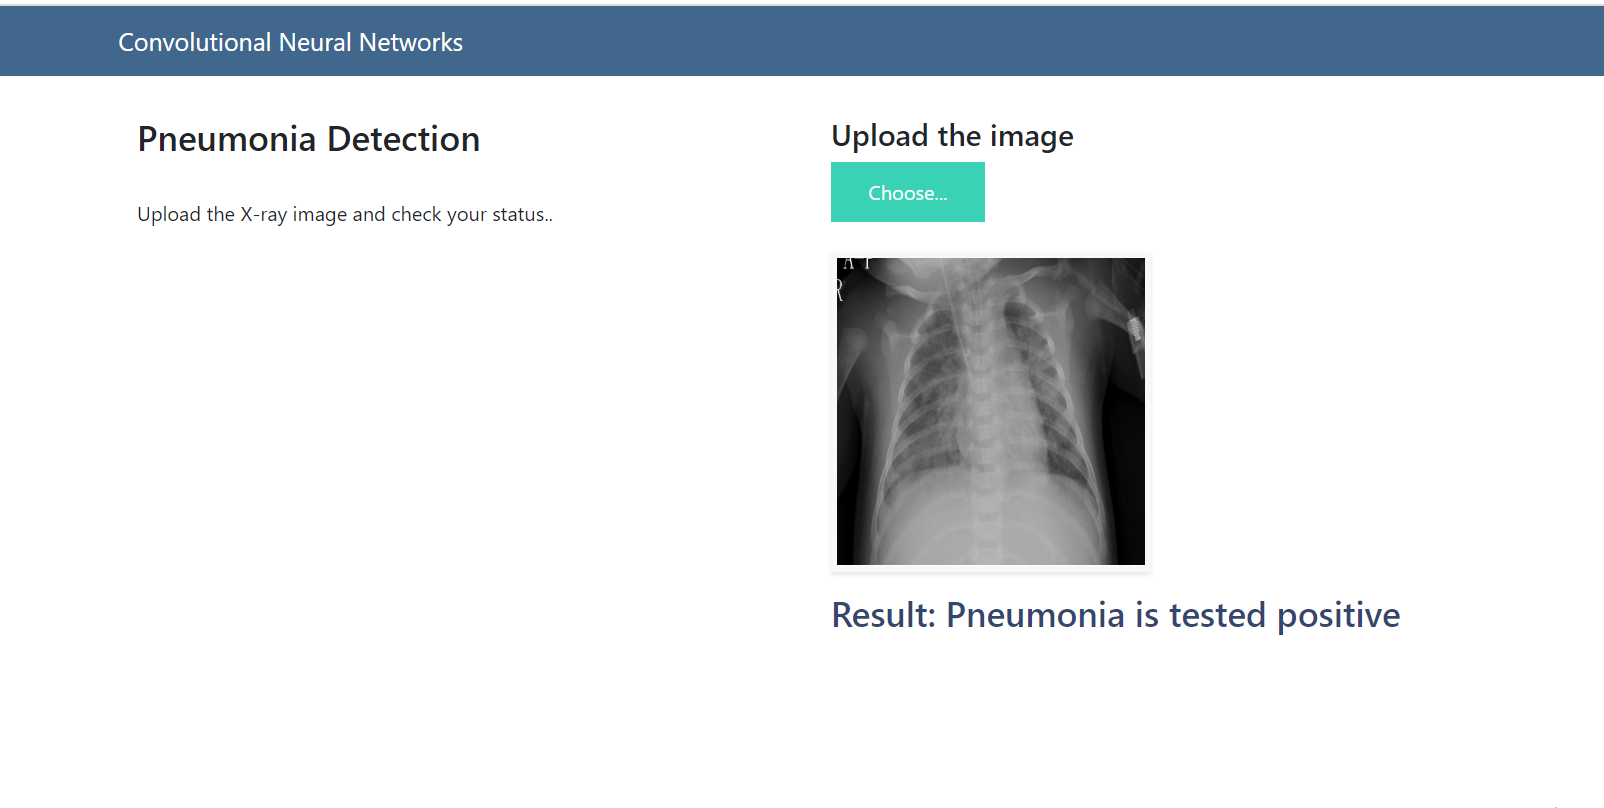 Convolutional Neural Networks
Pneumonia Detection
Upload the X-ray image and check your status..
Upload the image
Choose...
R
Result: Pneumonia is tested positive